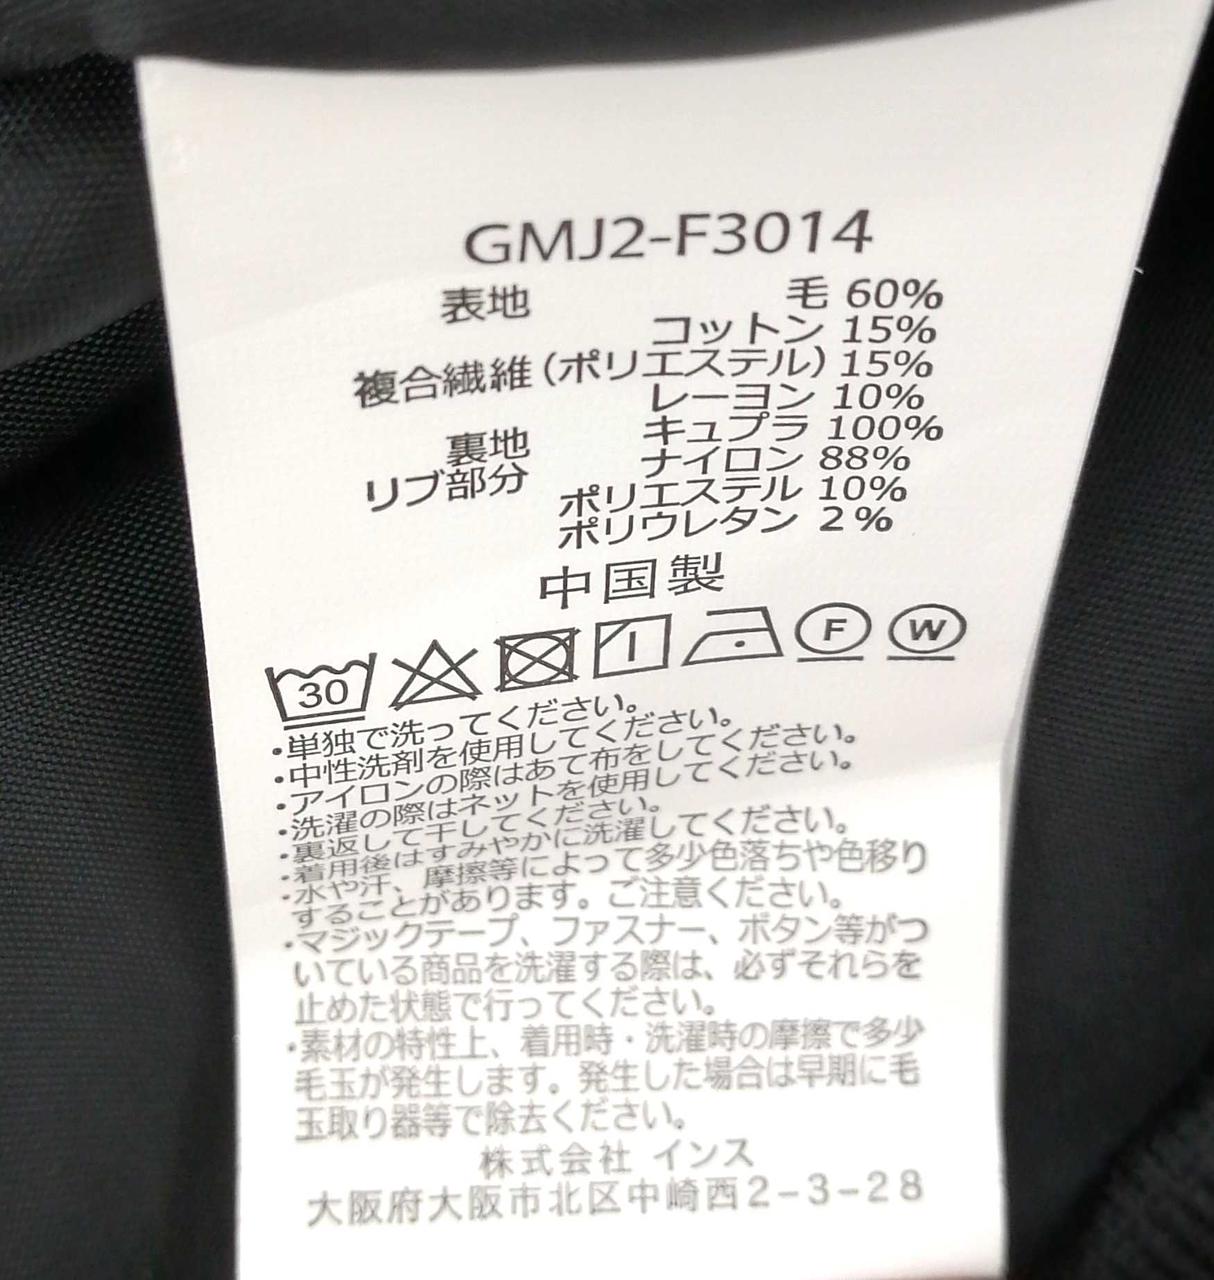 GMJ2-F3014
表地 毛 60%
コットン 15%
複合繊維(ポリエステル) 15%
レーヨン 10%
裏地 キュプラ 100%
リブ部分 ナイロン 88%
ポリエステル 10%
ポリウレタン 2%
中国製
30 F W
・単独で洗ってください。
・中性洗剤を使用してください。
・アイロンの際はあて布をしてください。
・洗濯の際はネットを使用してください。
・裏返して干してください。
・着用後はすみやかに洗濯してください。
・水や汗、摩擦等によって多少色落ちや色移り
することがあります。ご注意ください。
・マジックテープ、ファスナー、ボタン等がつ
いている商品を洗濯する際は、必ずそれらを
止めた状態で行ってください。
・素材の特性上、着用時・洗濯時の摩擦で多少
毛玉が発生します。発生した場合は早期に毛
玉取り器等で除去ください。
株式会社 インス
大阪府大阪市北区中崎西2-3-28